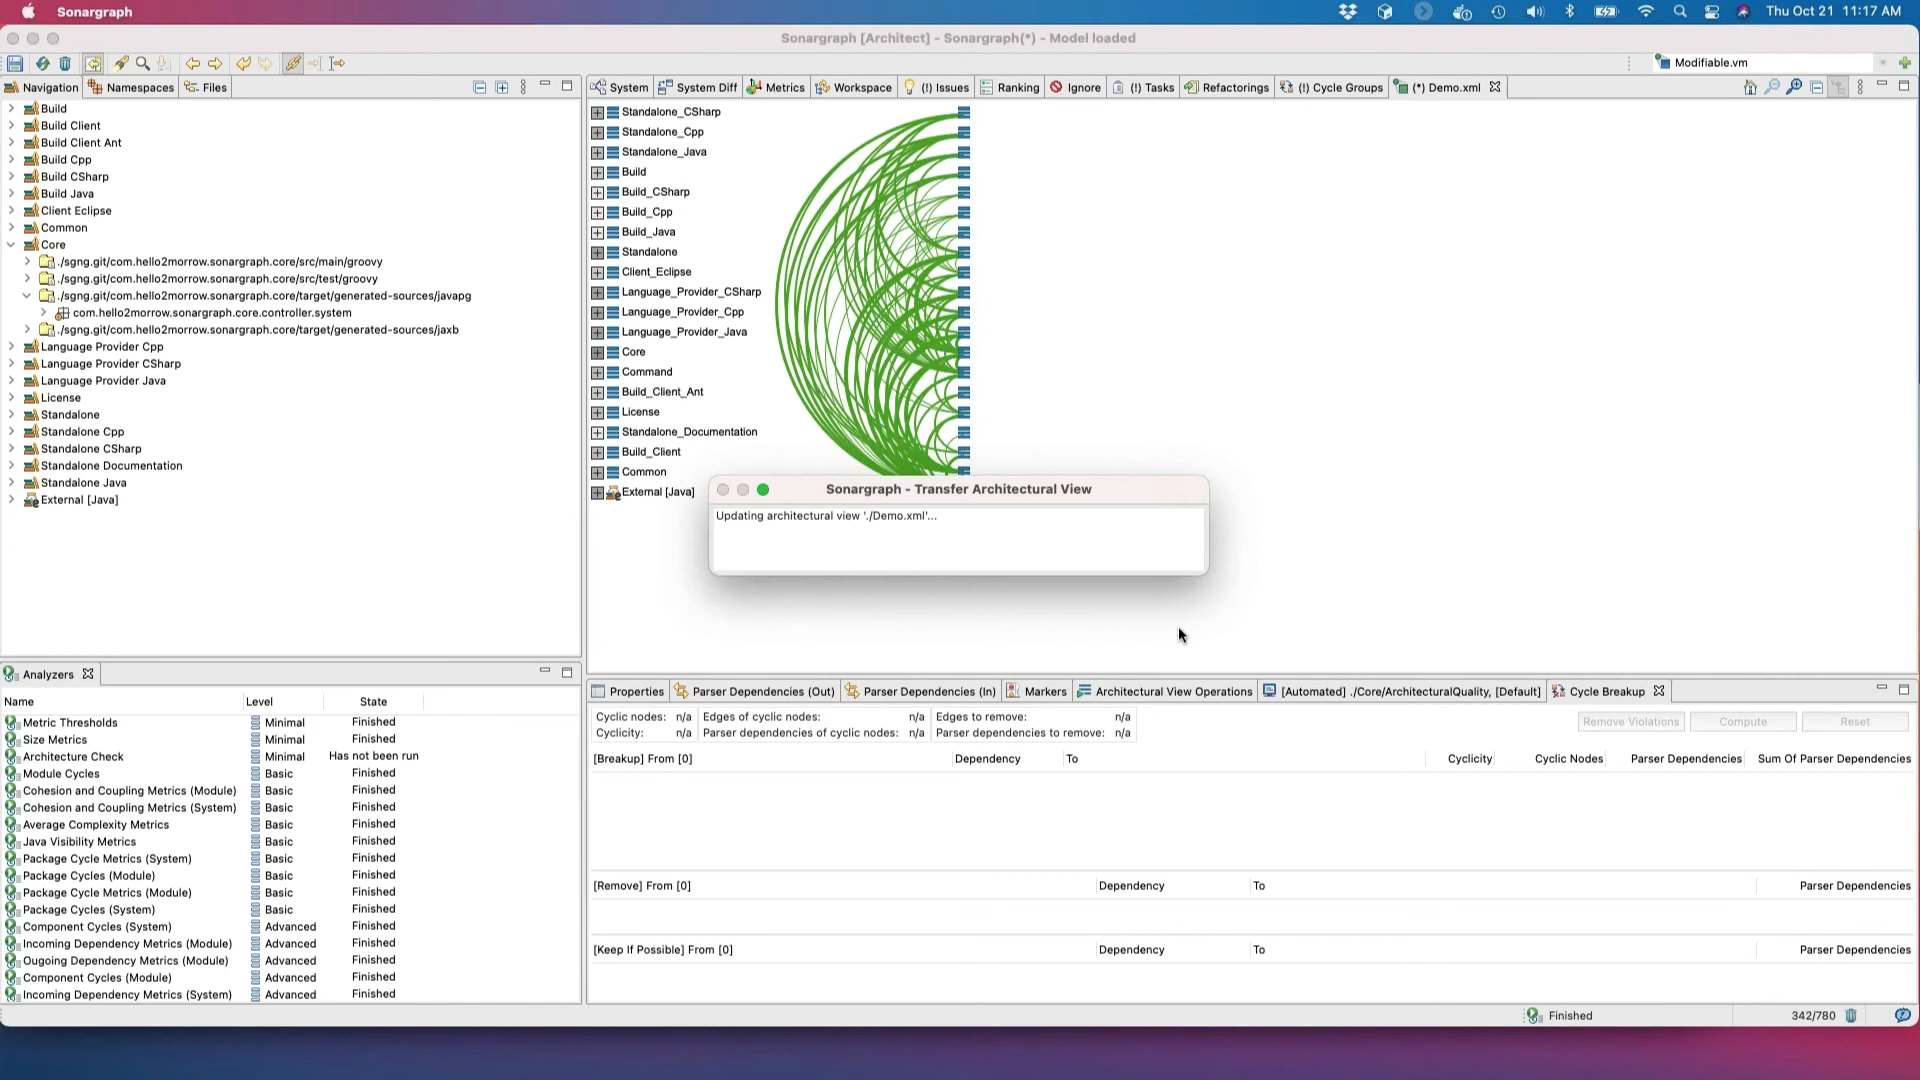 Sonargraph
Thu Oct 21 11:17 AM
Sonargraph [Architect] - Sonargraph(*) - Model loaded
Modifiable.vm
Navigation Namespaces Files
Build
Build Client
Build Client Ant
Build Cpp
Build CSharp
Build Java
Client Eclipse
Common
Core
./sgng.git/com.hello2morrow.sonargraph.core/src/main/groovy
./sgng.git/com.hello2morrow.sonargraph.core/src/test/groovy
./sgng.git/com.hello2morrow.sonargraph.core/target/generated-sources/javapg
com.hello2morrow.sonargraph.core.controller.system
./sgng.git/com.hello2morrow.sonargraph.core/target/generated-sources/jaxb
Language Provider Cpp
Language Provider CSharp
Language Provider Java
License
Standalone
Standalone Cpp
Standalone CSharp
Standalone Documentation
Standalone Java
External [Java]
System System Diff Metrics Workspace (!) Issues Ranking Ignore (!) Tasks Refactorings (!) Cycle Groups (*) Demo.xml
Standalone_CSharp
Standalone_Cpp
Standalone_Java
Build
Build_CSharp
Build_Cpp
Build_Java
Standalone
Client_Eclipse
Language_Provider_CSharp
Language_Provider_Cpp
Language_Provider_Java
Core
Command
Build_Client_Ant
License
Standalone_Documentation
Build_Client
Common
External [Java]
Sonargraph - Transfer Architectural View
Updating architectural view './Demo.xml'...
Analyzers
Name Level State
Metric Thresholds Minimal Finished
Size Metrics Minimal Finished
Architecture Check Minimal Has not been run
Module Cycles Basic Finished
Cohesion and Coupling Metrics (Module) Basic Finished
Cohesion and Coupling Metrics (System) Basic Finished
Average Complexity Metrics Basic Finished
Java Visibility Metrics Basic Finished
Package Cycle Metrics (System) Basic Finished
Package Cycles (Module) Basic Finished
Package Cycle Metrics (Module) Basic Finished
Package Cycles (System) Basic Finished
Component Cycles (System) Advanced Finished
Incoming Dependency Metrics (Module) Advanced Finished
Ougoing Dependency Metrics (Module) Advanced Finished
Component Cycles (Module) Advanced Finished
Incoming Dependency Metrics (System) Advanced Finished
Properties Parser Dependencies (Out) Parser Dependencies (In) Markers Architectural View Operations [Automated] ./Core/ArchitecturalQuality, [Default] Cycle Breakup
Cyclic nodes: n/a Edges of cyclic nodes: n/a Edges to remove: n/a
Cyclicity: n/a Parser dependencies of cyclic nodes: n/a Parser dependencies to remove: n/a
Remove Violations Compute Reset
[Breakup] From [0] Dependency To Cyclicity Cyclic Nodes Parser Dependencies Sum Of Parser Dependencies
[Remove] From [0] Dependency To Parser Dependencies
[Keep If Possible] From [0] Dependency To Parser Dependencies
Finished 342/780